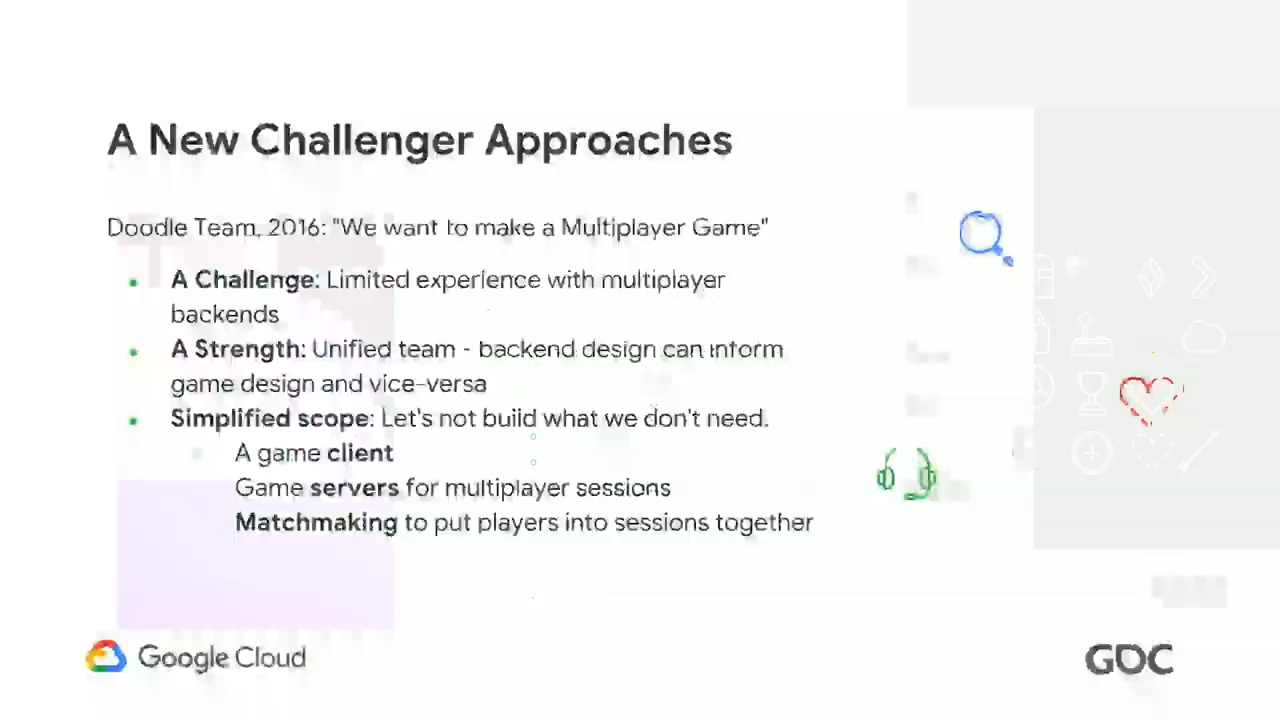 A New Challenger Approaches
Doodle Team, 2016: "We want to make a Multiplayer Game"
A Challenge: Limited experience with multiplayer
backends
A Strength: Unified team - backend design can inform
game design and vice-versa
Simplified scope: Let's not build what we don't need.
A game client
Game servers for multiplayer sessions
Matchmaking to put players into sessions together
Google Cloud
GDC